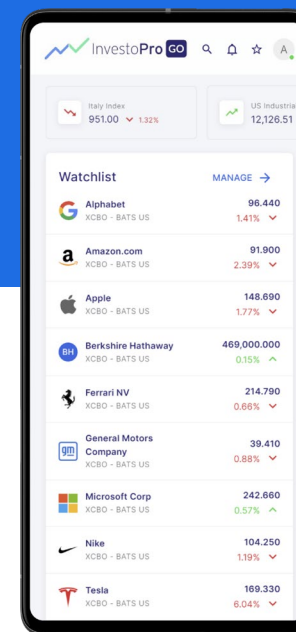 InvestoPro GO
A
Italy Index
951.00 1.32%
US Industria
12,126.51
Watchlist MANAGE
Alphabet 96.440
XCBO - BATS US 1.41%
Amazon.com 91.900
XCBO - BATS US 2.39%
Apple 148.690
XCBO - BATS US 1.77%
BH
Berkshire Hathaway 469,000.000
XCBO - BATS US 0.15%
Ferrari NV 214.790
XCBO - BATS US 0.66%
gm
General Motors
Company 39.410
XCBO - BATS US 0.88%
Microsoft Corp 242.660
XCBO - BATS US 0.57%
Nike 104.250
XCBO - BATS US 1.19%
Tesla 169.330
XCBO - BATS US 6.04%